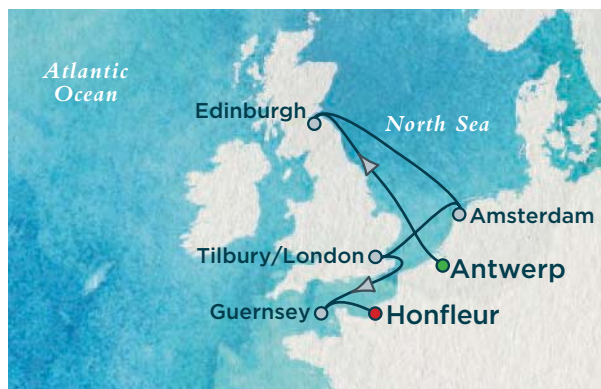 Atlantic
Ocean
Edinburgh
North Sea
Amsterdam
Tilbury/London
Antwerp
Guernsey
Honfleur